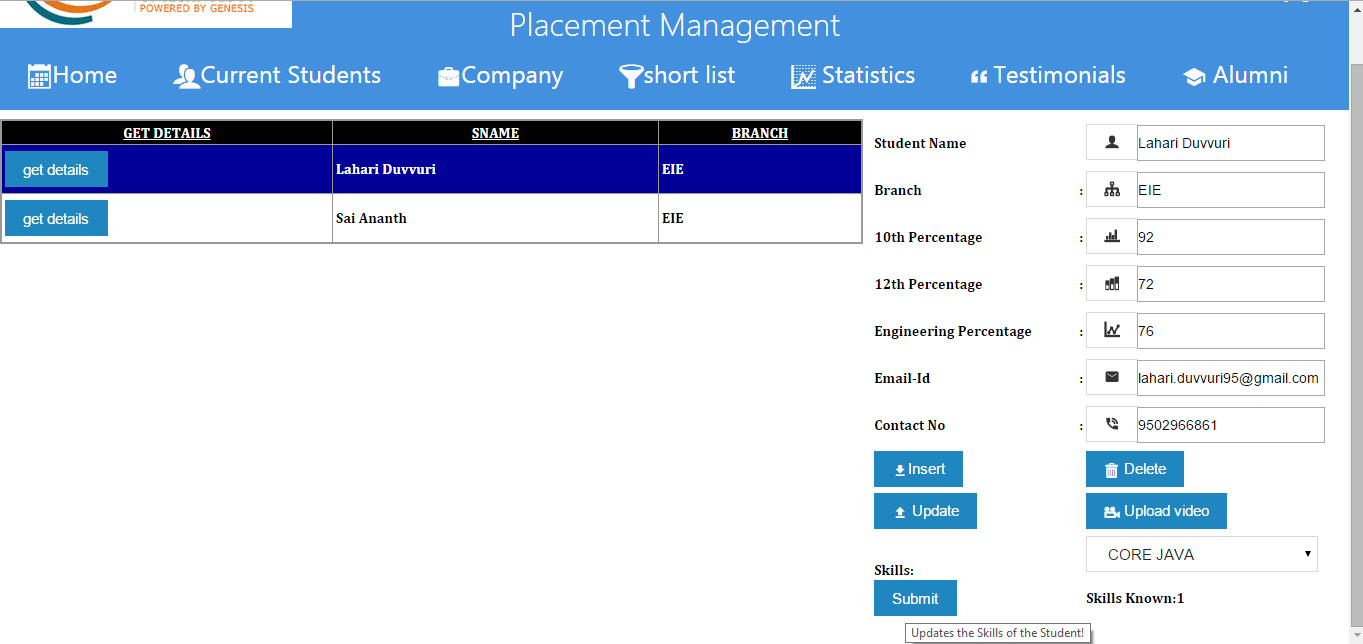 POWERED BY GENESIS
Placement Management
Home Current Students Company short list Statistics Testimonials Alumni
GET DETAILS SNAME BRANCH
get details Lahari Duvvuri EIE
get details Sai Ananth EIE
Student Name Lahari Duvvuri
Branch : EIE
10th Percentage : 92
12th Percentage : 72
Engineering Percentage : 76
Email-Id : lahari.duvvuri95@gmail.com
Contact No : 9502966861
Insert Delete
Update Upload video
CORE JAVA
Skills:
Submit Skills Known:1
Updates the Skills of the Student!